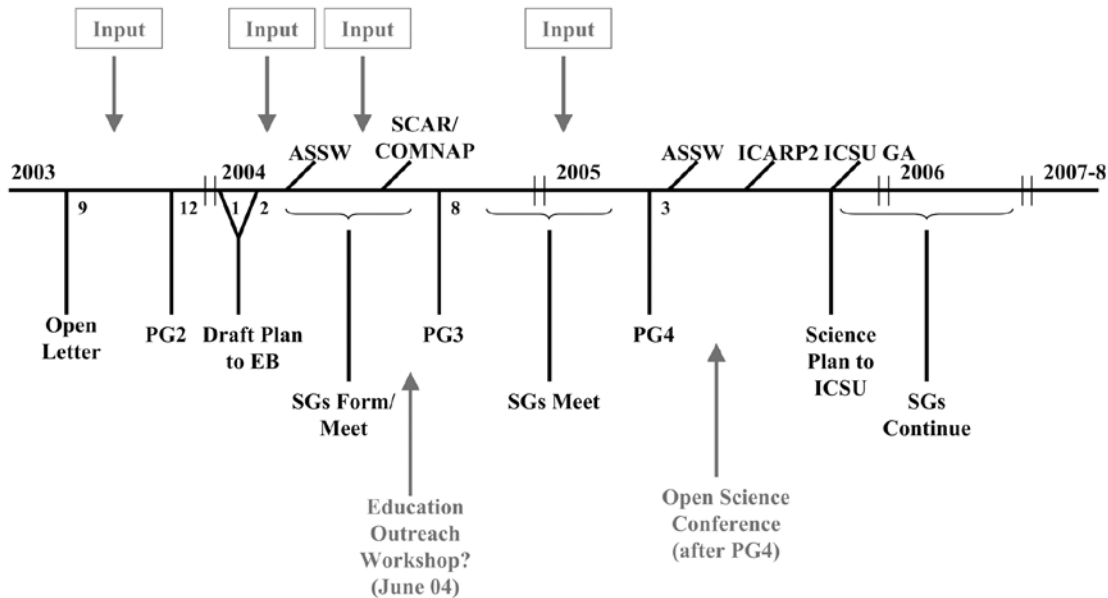 Input
Input
Input
Input
SCAR/
ASSW
COMNAP
ASSW
ICARP2
ICSU GA
2003
2004
2005
2006
2007-8
9
12
1
2
8
3
Open
Letter
PG2
Draft Plan
to EB
PG3
PG4
Science
Plan to
ICSU
SGs Form/
Meet
SGs Meet
SGs
Continue
Education
Outreach
Workshop?
(June 04)
Open Science
Conference
(after PG4)